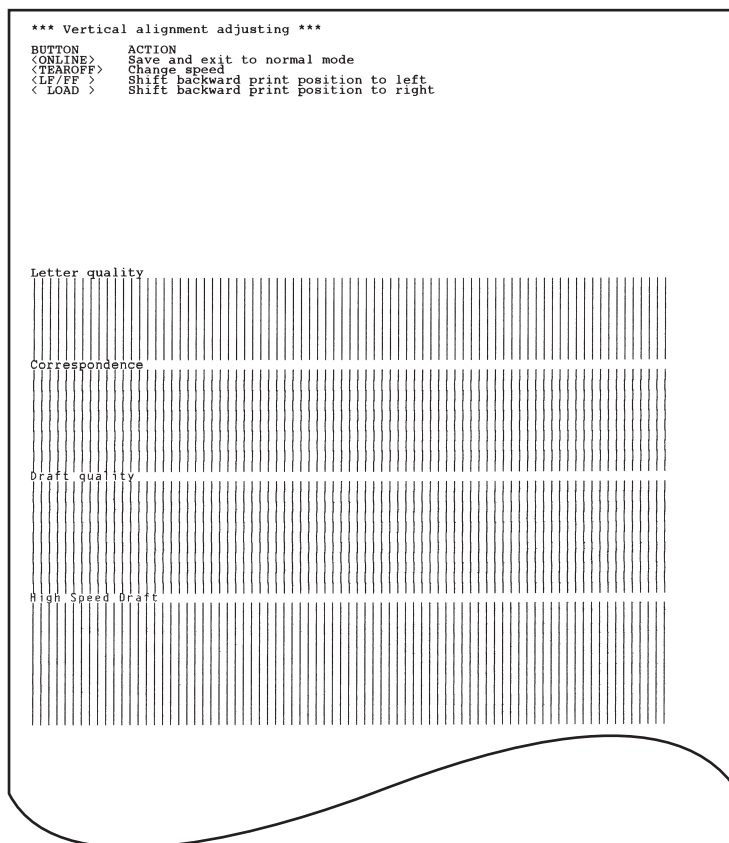 *** Vertical alignment adjusting ***
BUTTON ACTION
<ONLINE> Save and exit to normal mode
<TEAROFF> Change speed
<LF/FF > Shift backward print position to left
< LOAD > Shift backward print position to right
Letter quality
Correspondence
Draft quality
High Speed Draft